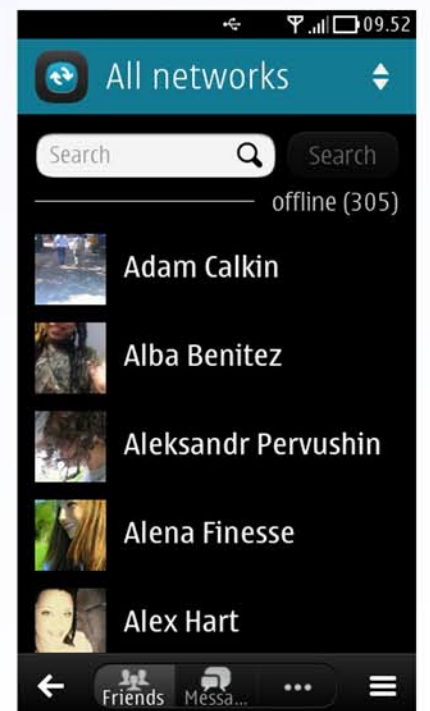 09.52
All networks
Search Search
offline (305)
Adam Calkin
Alba Benitez
Aleksandr Pervushin
Alena Finesse
Alex Hart
Friends Messa...